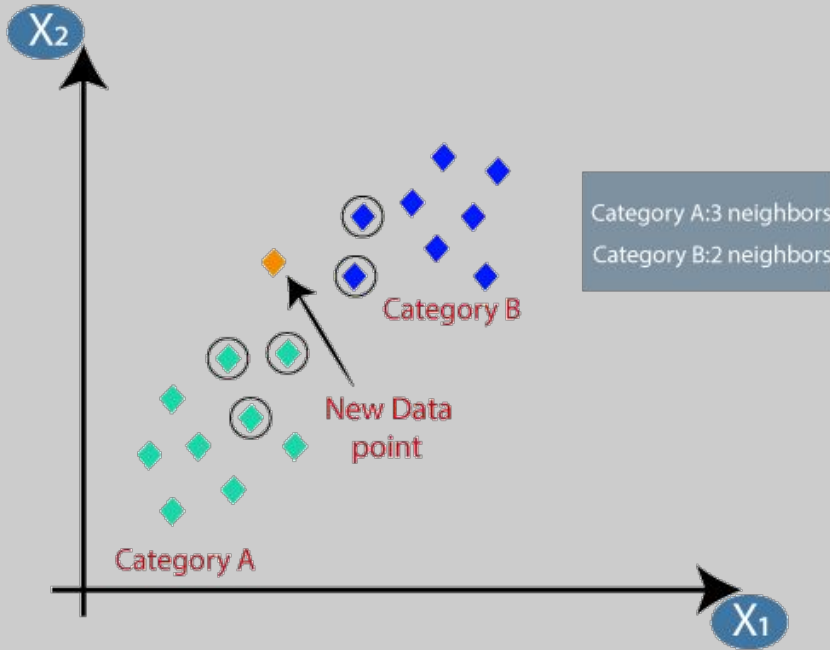 X₂
Category A:3 neighbors
Category B:2 neighbors
Category B
New Data
point
Category A
X₁